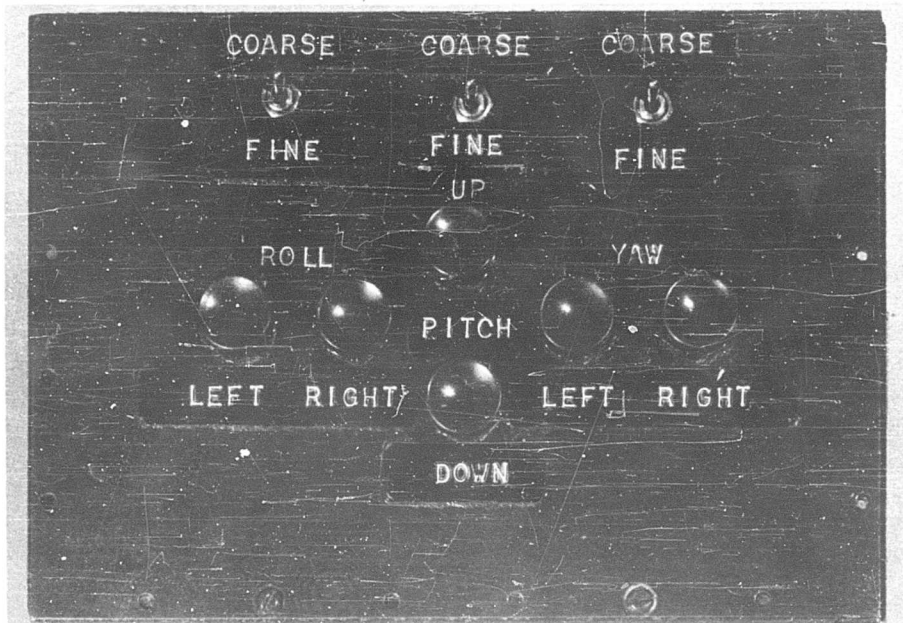 COARSE COARSE COARSE
FINE FINE FINE
UP
ROLL YAW
PITCH
LEFT RIGHT LEFT RIGHT
DOWN